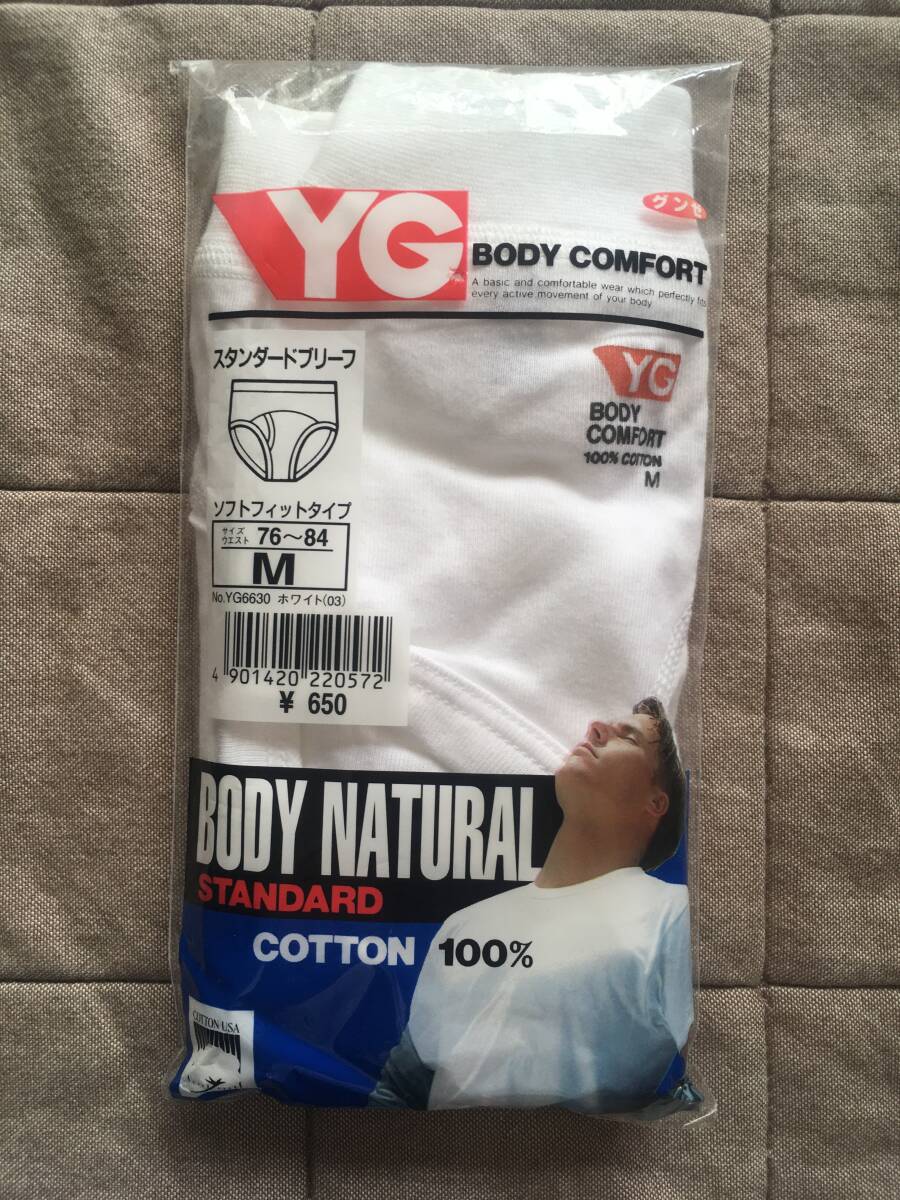 YG
グンゼ
BODY COMFORT
A basic and comfortable wear which perfectly fits
every active movement of your body
スタンダードブリーフ
YG
BODY
COMFORT
100% COTTON
M
ソフトフィットタイプ
サイズ
ウエスト 76～84
M
No.YG6630 ホワイト(03)
4 901420 220572
¥ 650
BODY NATURAL
STANDARD
COTTON 100%
COTTON USA